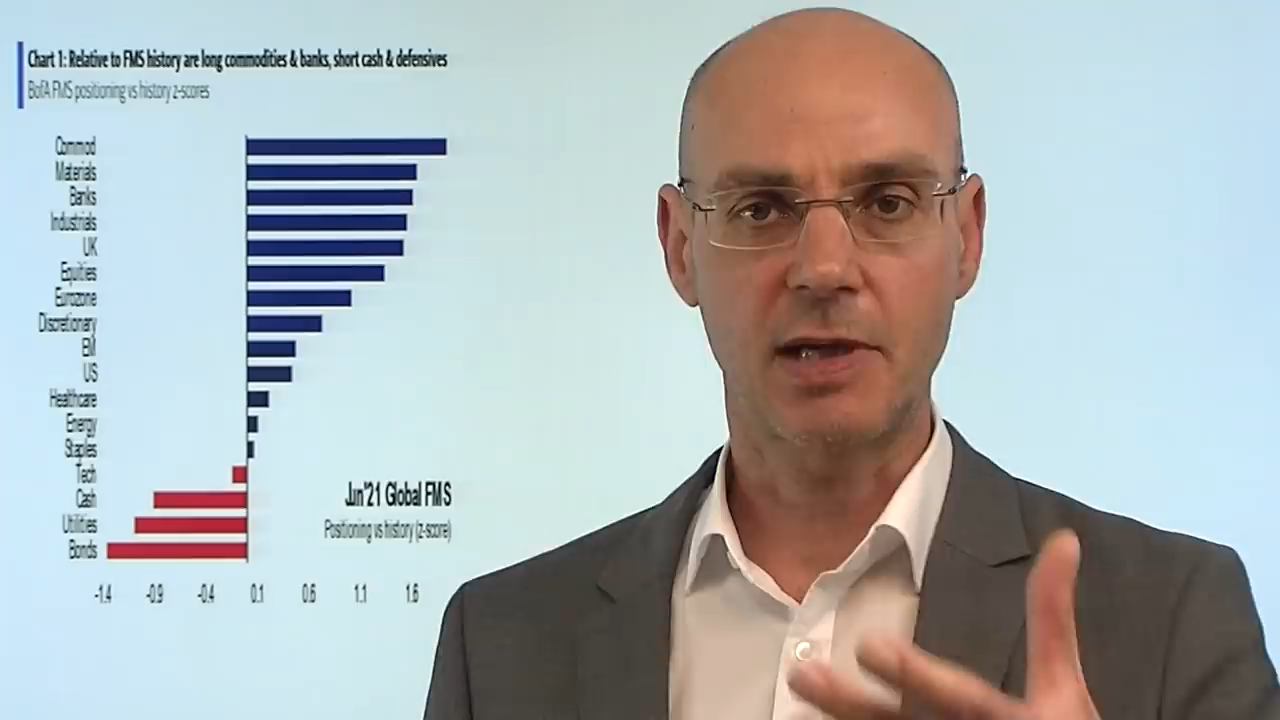 Chart 1: Relative to FMS history are long commodities & banks, short cash & defensives
BofA FMS positioning vs history z-scores
Commod
Materials
Banks
Industrials
UK
Equities
Eurozone
Discretionary
EM
US
Healthcare
Energy
Staples
Tech
Cash
Utilities
Bonds
Jun'21 Global FMS
Positioning vs history (z-score)
-1.4 -0.9 -0.4 0.1 0.6 1.1 1.6